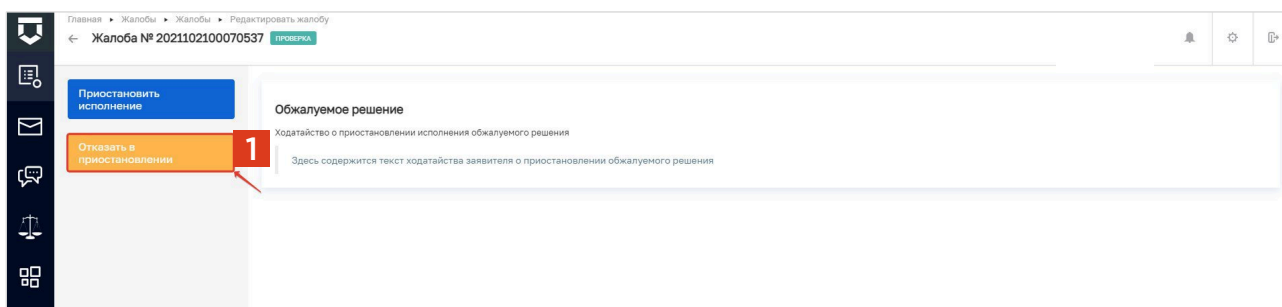 Главная ▸ Жалобы ▸ Жалобы ▸ Редактировать жалобу
← Жалоба № 2021102100070537 ПРОВЕРКА
Приостановить
исполнение
Отказать в
приостановлении
1
Обжалуемое решение
Ходатайство о приостановлении исполнения обжалуемого решения
Здесь содержится текст ходатайства заявителя о приостановлении обжалуемого решения